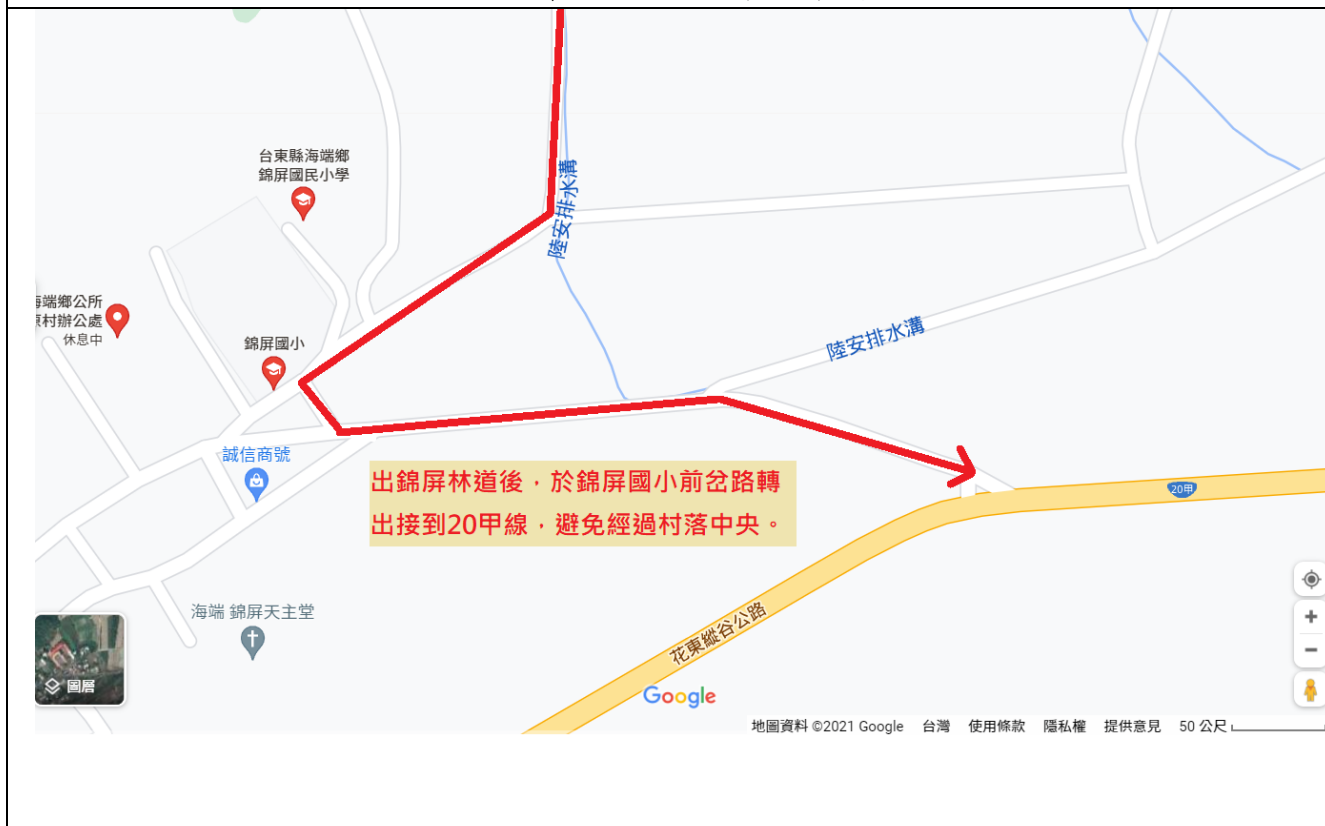 台東縣海端鄉
錦屏國民小學
陸安排水溝
端鄉公所
村辦公處
休息中
錦屏國小
陸安排水溝
誠信商號
出錦屏林道後，於錦屏國小前岔路轉
出接到20甲線，避免經過村落中央。
20甲
海端 錦屏天主堂
花東縱谷公路
圖層
Google
地圖資料 ©2021 Google 台灣 使用條款 隱私權 提供意見 50 公尺